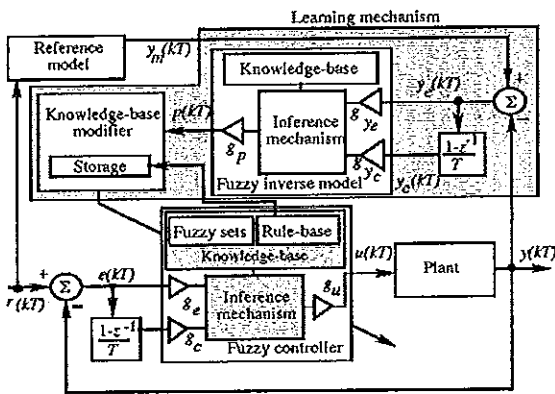 Learning mechanism
Reference
model
y_m(kT)
Knowledge-base
Knowledge-base
modifier
Storage
p(kT)
g_p
Inference
mechanism
g_ye
g_yc
Fuzzy inverse model
y_e(kT)
+
Σ
−
1-z^-1
T
y_c(kT)
Fuzzy sets
Rule-base
Knowledge-base
u(kT)
Plant
y(kT)
r(kT)
+
Σ
−
e(kT)
1-z^-1
T
g_e
g_c
Inference
mechanism
g_u
Fuzzy controller